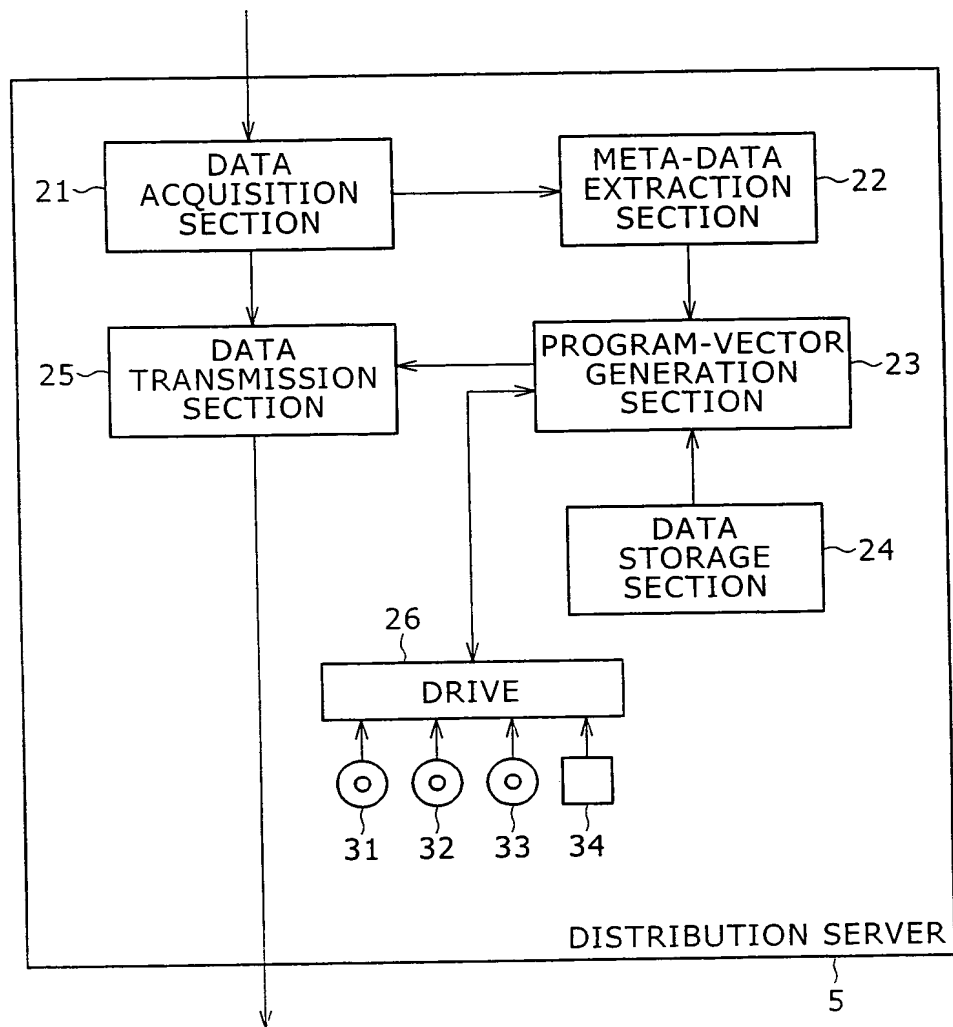 DATA
ACQUISITION
SECTION
21
META-DATA
EXTRACTION
SECTION
22
DATA
TRANSMISSION
SECTION
25
PROGRAM-VECTOR
GENERATION
SECTION
23
DATA
STORAGE
SECTION
24
26
DRIVE
31
32
33
34
DISTRIBUTION SERVER
5